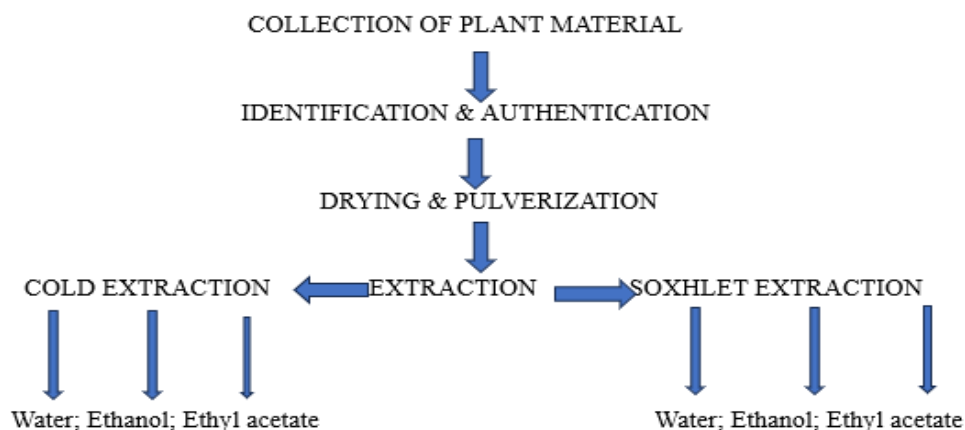 COLLECTION OF PLANT MATERIAL
IDENTIFICATION & AUTHENTICATION
DRYING & PULVERIZATION
COLD EXTRACTION EXTRACTION SOXHLET EXTRACTION
Water; Ethanol; Ethyl acetate Water; Ethanol; Ethyl acetate